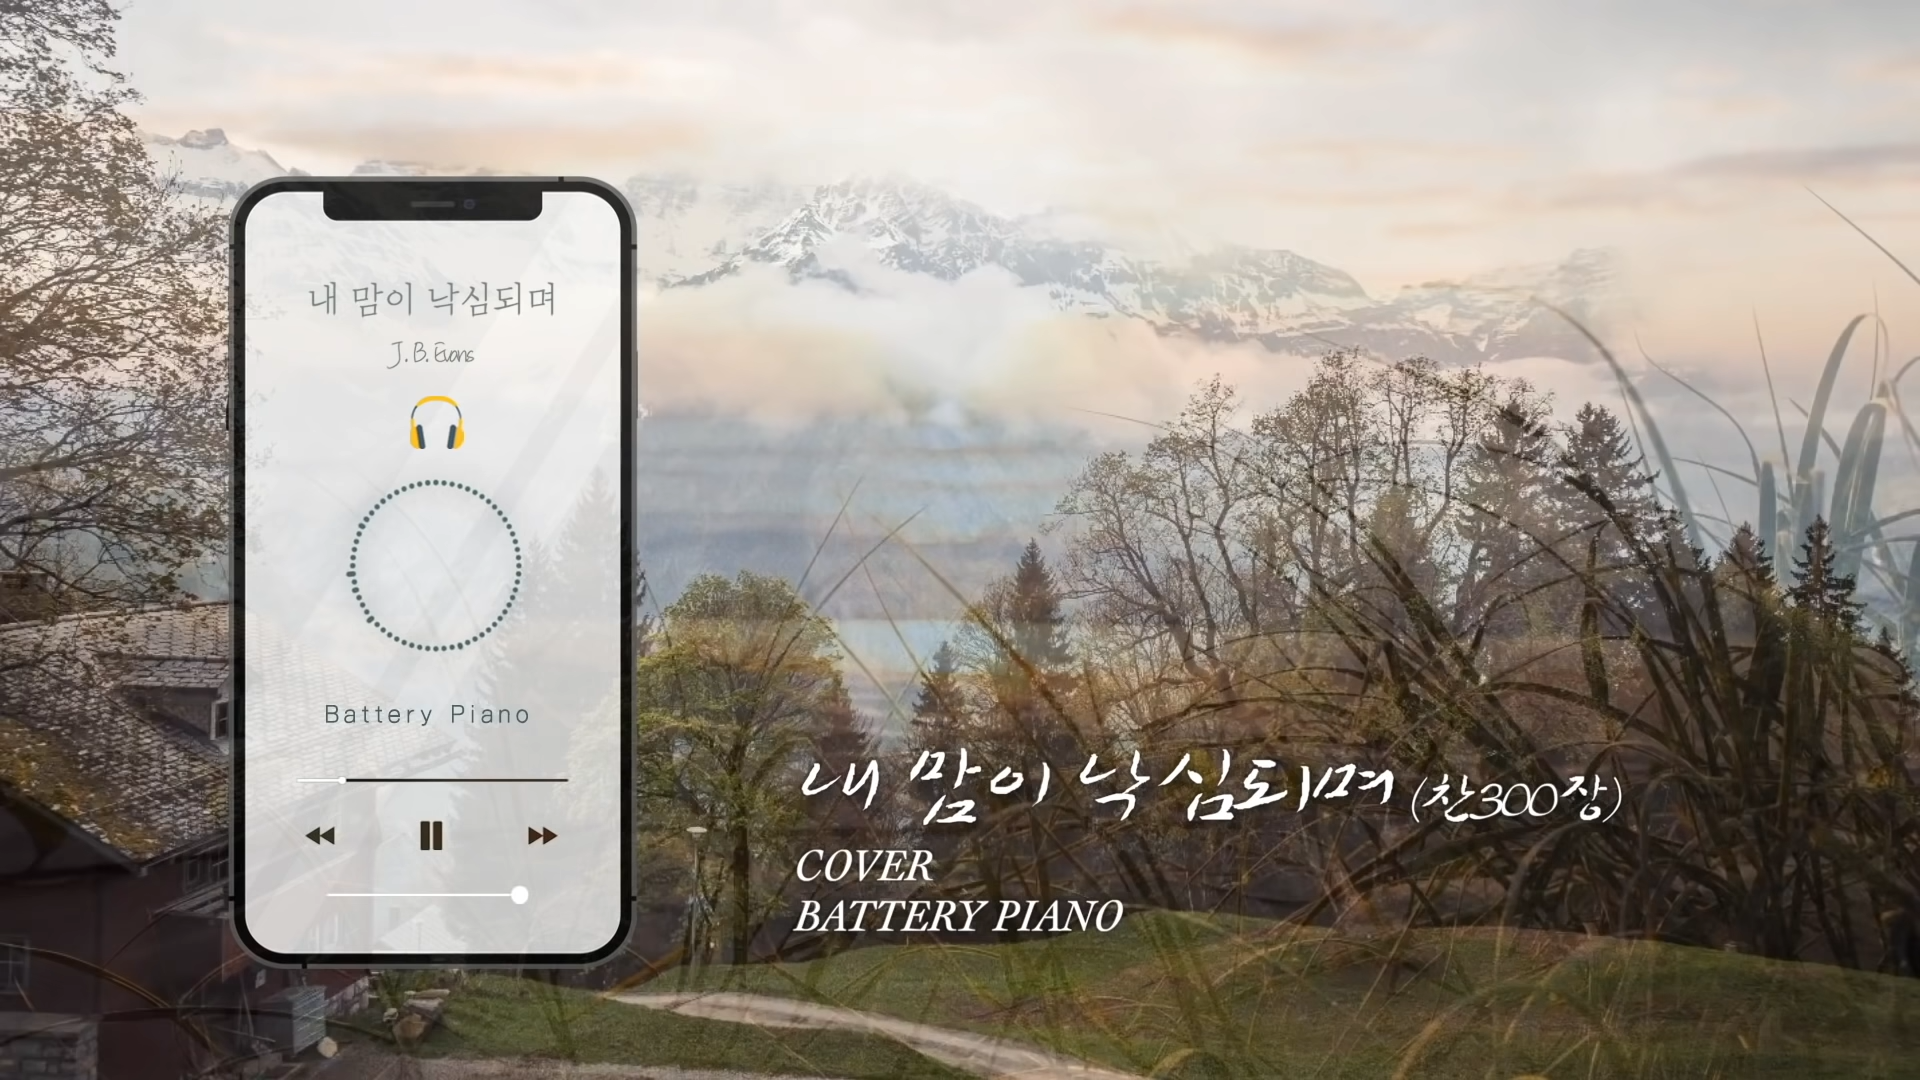 내 맘이 낙심되며
J.B.Evans
Battery Piano
내 맘이 낙심되며 (찬300장)
COVER
BATTERY PIANO